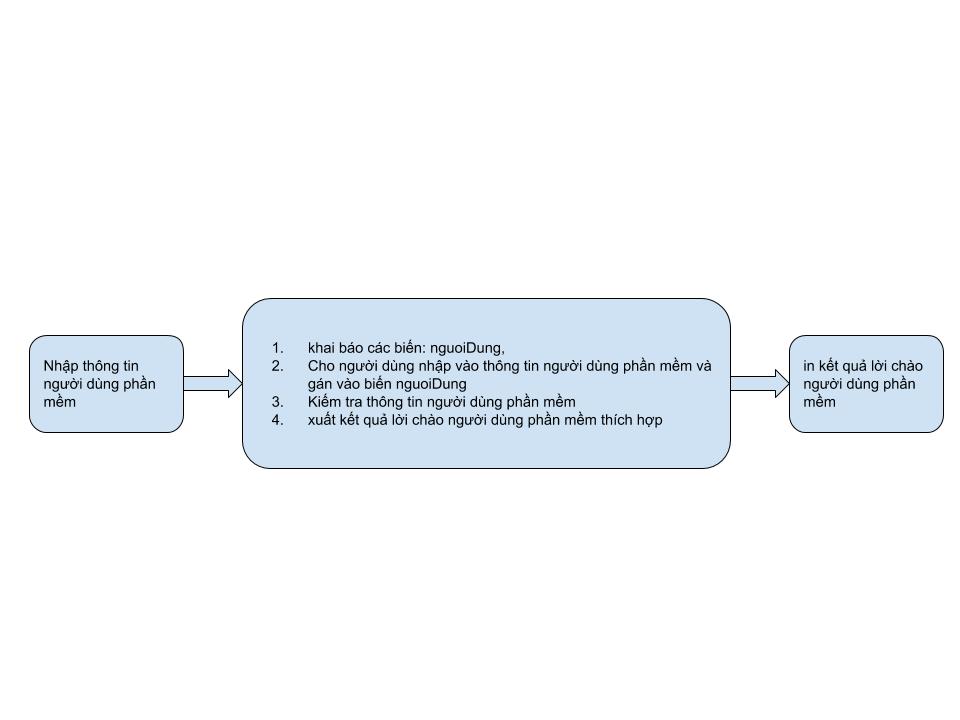 Nhập thông tin
người dùng phần
mềm
1. khai báo các biến: nguoiDung,
2. Cho người dùng nhập vào thông tin người dùng phần mềm và
gán vào biến nguoiDung
3. Kiểm tra thông tin người dùng phần mềm
4. xuất kết quả lời chào người dùng phần mềm thích hợp
in kết quả lời chào
người dùng phần
mềm